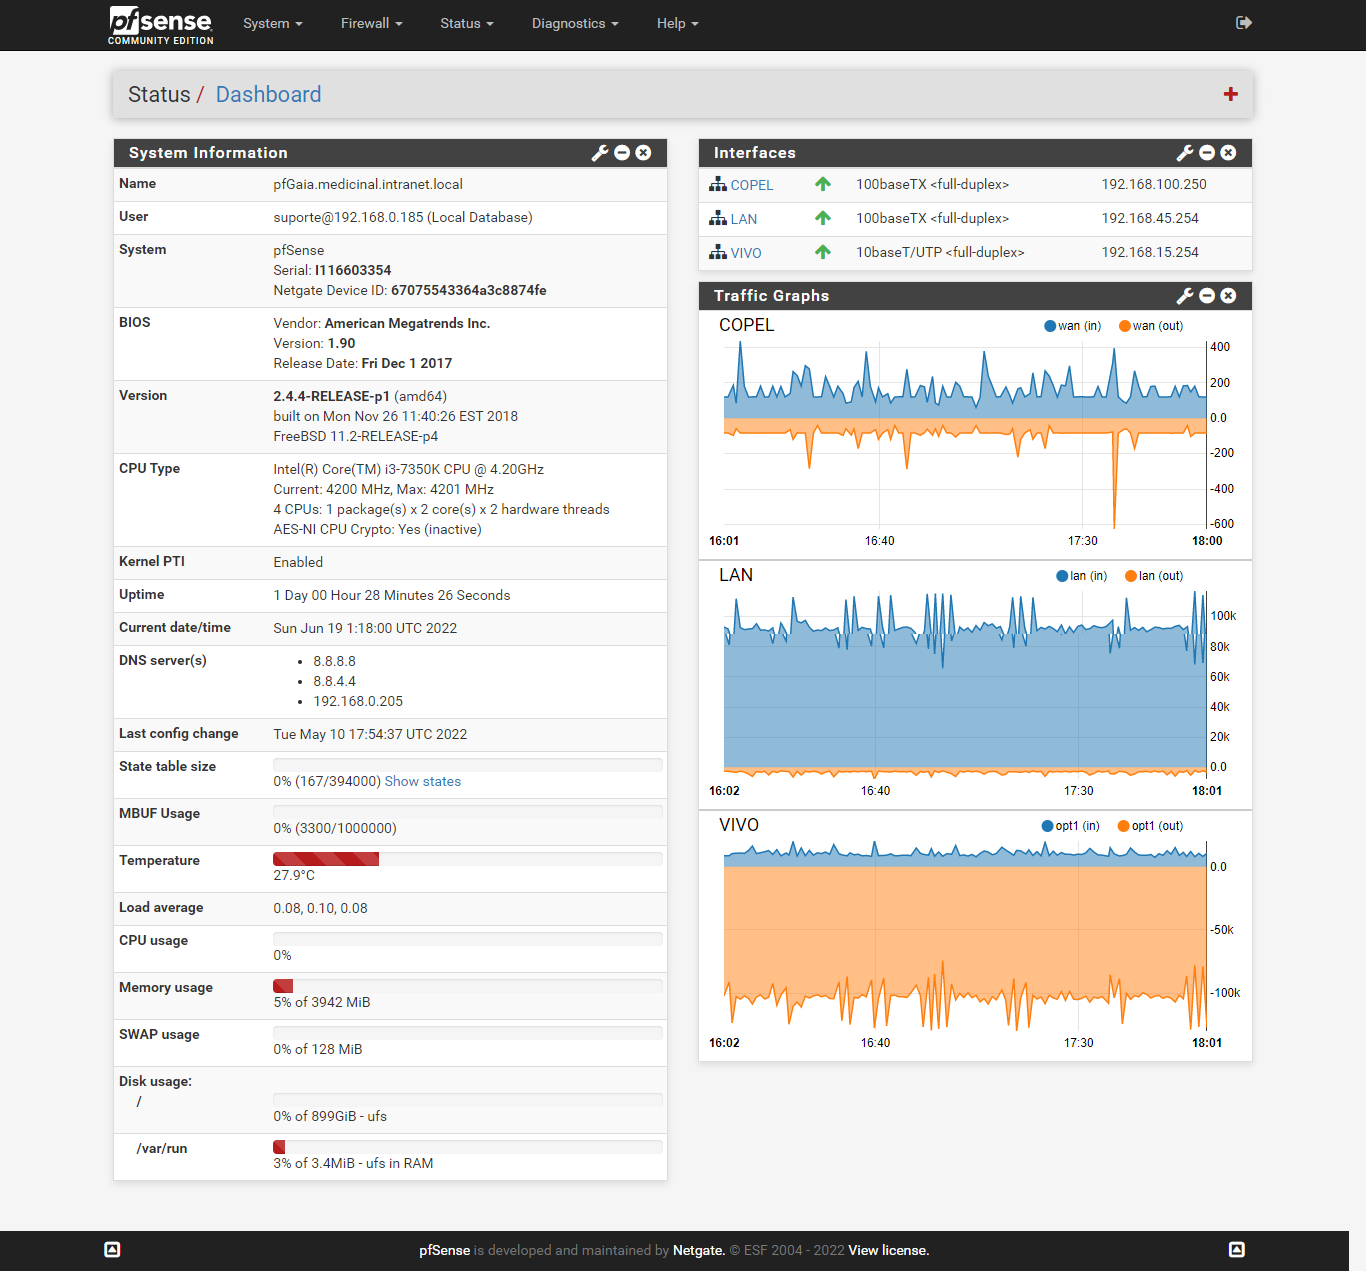 pfsense
COMMUNITY EDITION
System Firewall Status Diagnostics Help
Status / Dashboard
System Information
Name pfGaia.medicinal.intranet.local
User suporte@192.168.0.185 (Local Database)
System pfSense
Serial: I116603354
Netgate Device ID: 67075543364a3c8874fe
BIOS Vendor: American Megatrends Inc.
Version: 1.90
Release Date: Fri Dec 1 2017
Version 2.4.4-RELEASE-p1 (amd64)
built on Mon Nov 26 11:40:26 EST 2018
FreeBSD 11.2-RELEASE-p4
CPU Type Intel(R) Core(TM) i3-7350K CPU @ 4.20GHz
Current: 4200 MHz, Max: 4201 MHz
4 CPUs: 1 package(s) x 2 core(s) x 2 hardware threads
AES-NI CPU Crypto: Yes (inactive)
Kernel PTI Enabled
Uptime 1 Day 00 Hour 28 Minutes 26 Seconds
Current date/time Sun Jun 19 1:18:00 UTC 2022
DNS server(s) • 8.8.8.8
• 8.8.4.4
• 192.168.0.205
Last config change Tue May 10 17:54:37 UTC 2022
State table size
0% (167/394000) Show states
MBUF Usage
0% (3300/1000000)
Temperature
27.9°C
Load average 0.08, 0.10, 0.08
CPU usage
0%
Memory usage
5% of 3942 MiB
SWAP usage
0% of 128 MiB
Disk usage:
/
0% of 899GiB - ufs
/var/run
3% of 3.4MiB - ufs in RAM
Interfaces
COPEL 100baseTX <full-duplex> 192.168.100.250
LAN 100baseTX <full-duplex> 192.168.45.254
VIVO 10baseT/UTP <full-duplex> 192.168.15.254
Traffic Graphs
COPEL wan (in) wan (out)
400
200
0.0
-200
-400
-600
16:01 16:40 17:30 18:00
LAN lan (in) lan (out)
100k
80k
60k
40k
20k
0.0
16:02 16:40 17:30 18:01
VIVO opt1 (in) opt1 (out)
0.0
-50k
-100k
16:02 16:40 17:30 18:01
pfSense is developed and maintained by Netgate. © ESF 2004 - 2022 View license.